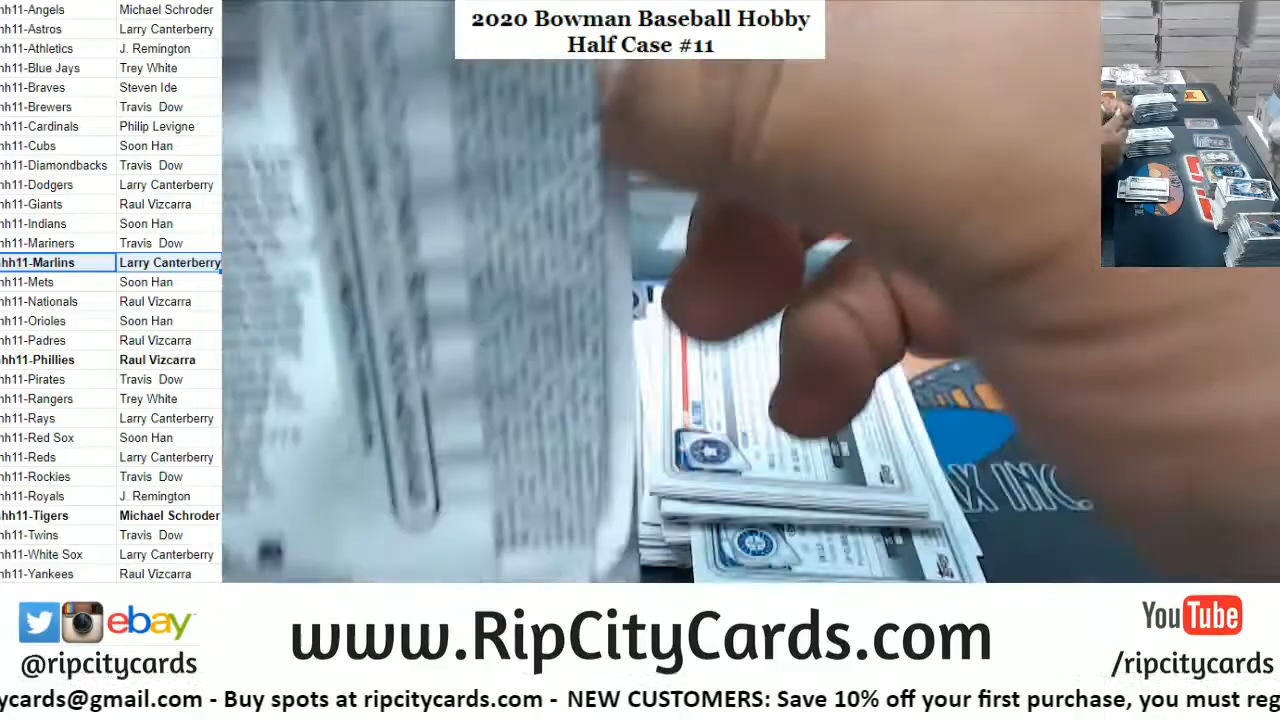 2020 Bowman Baseball Hobby
Half Case #11
hh11-Angels Michael Schroder
hh11-Astros Larry Canterberry
hh11-Athletics J. Remington
hh11-Blue Jays Trey White
hh11-Braves Steven Ide
hh11-Brewers Travis Dow
hh11-Cardinals Philip Levigne
hh11-Cubs Soon Han
hh11-Diamondbacks Travis Dow
hh11-Dodgers Larry Canterberry
hh11-Giants Raul Vizcarra
hh11-Indians Soon Han
hh11-Mariners Travis Dow
hh11-Marlins Larry Canterberry
hh11-Mets Soon Han
hh11-Nationals Raul Vizcarra
hh11-Orioles Soon Han
hh11-Padres Raul Vizcarra
hh11-Phillies Raul Vizcarra
hh11-Pirates Travis Dow
hh11-Rangers Trey White
hh11-Rays Larry Canterberry
hh11-Red Sox Soon Han
hh11-Reds Larry Canterberry
hh11-Rockies Travis Dow
hh11-Royals J. Remington
hh11-Tigers Michael Schroder
hh11-Twins Travis Dow
hh11-White Sox Larry Canterberry
hh11-Yankees Raul Vizcarra
X INC.
ebay
@ripcitycards
www.RipCityCards.com
YouTube
/ripcitycards
ycards@gmail.com - Buy spots at ripcitycards.com - NEW CUSTOMERS: Save 10% off your first purchase, you must reg